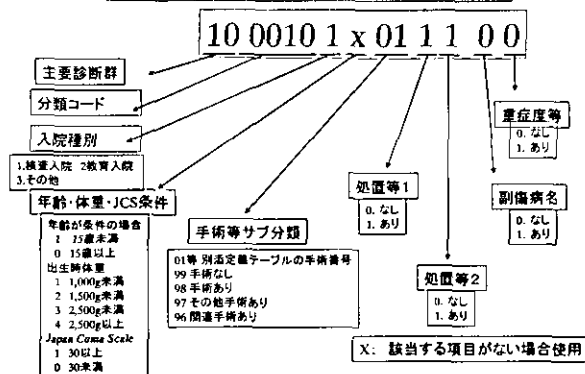 10 0010 1 x 01 1 1 0 0
主要診断群
分類コード
入院種別
1.検査入院 2教育入院
3.その他
年齢・体重・JCS条件
年齢が条件の場合
1 15歳未満
0 15歳以上
出生時体重
1 1,000g未満
2 1,500g未満
3 2,500g未満
4 2,500g以上
Japan Coma Scale
1 30以上
0 30未満
手術等サブ分類
01等 別添定義テーブルの手術番号
99 手術なし
98 手術あり
97 その他手術あり
96 関連手術あり
処置等1
0. なし
1. あり
処置等2
0. なし
1. あり
副傷病名
0. なし
1. あり
重症度等
0. なし
1. あり
X: 該当する項目がない場合使用